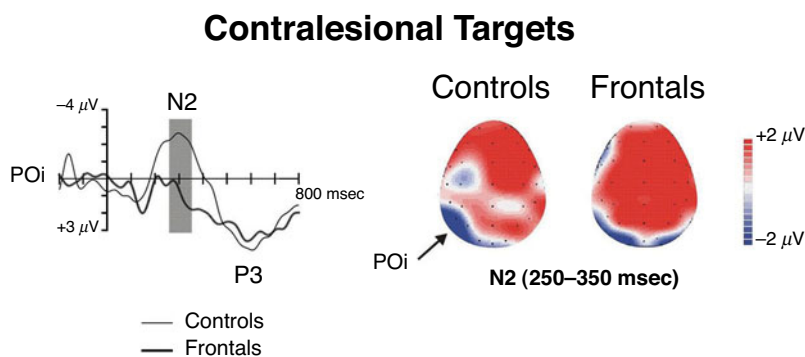 Contralesional Targets
–4 μV
N2
POi
800 msec
+3 μV
P3
Controls
Frontals
Controls
Frontals
+2 μV
–2 μV
POi
N2 (250–350 msec)